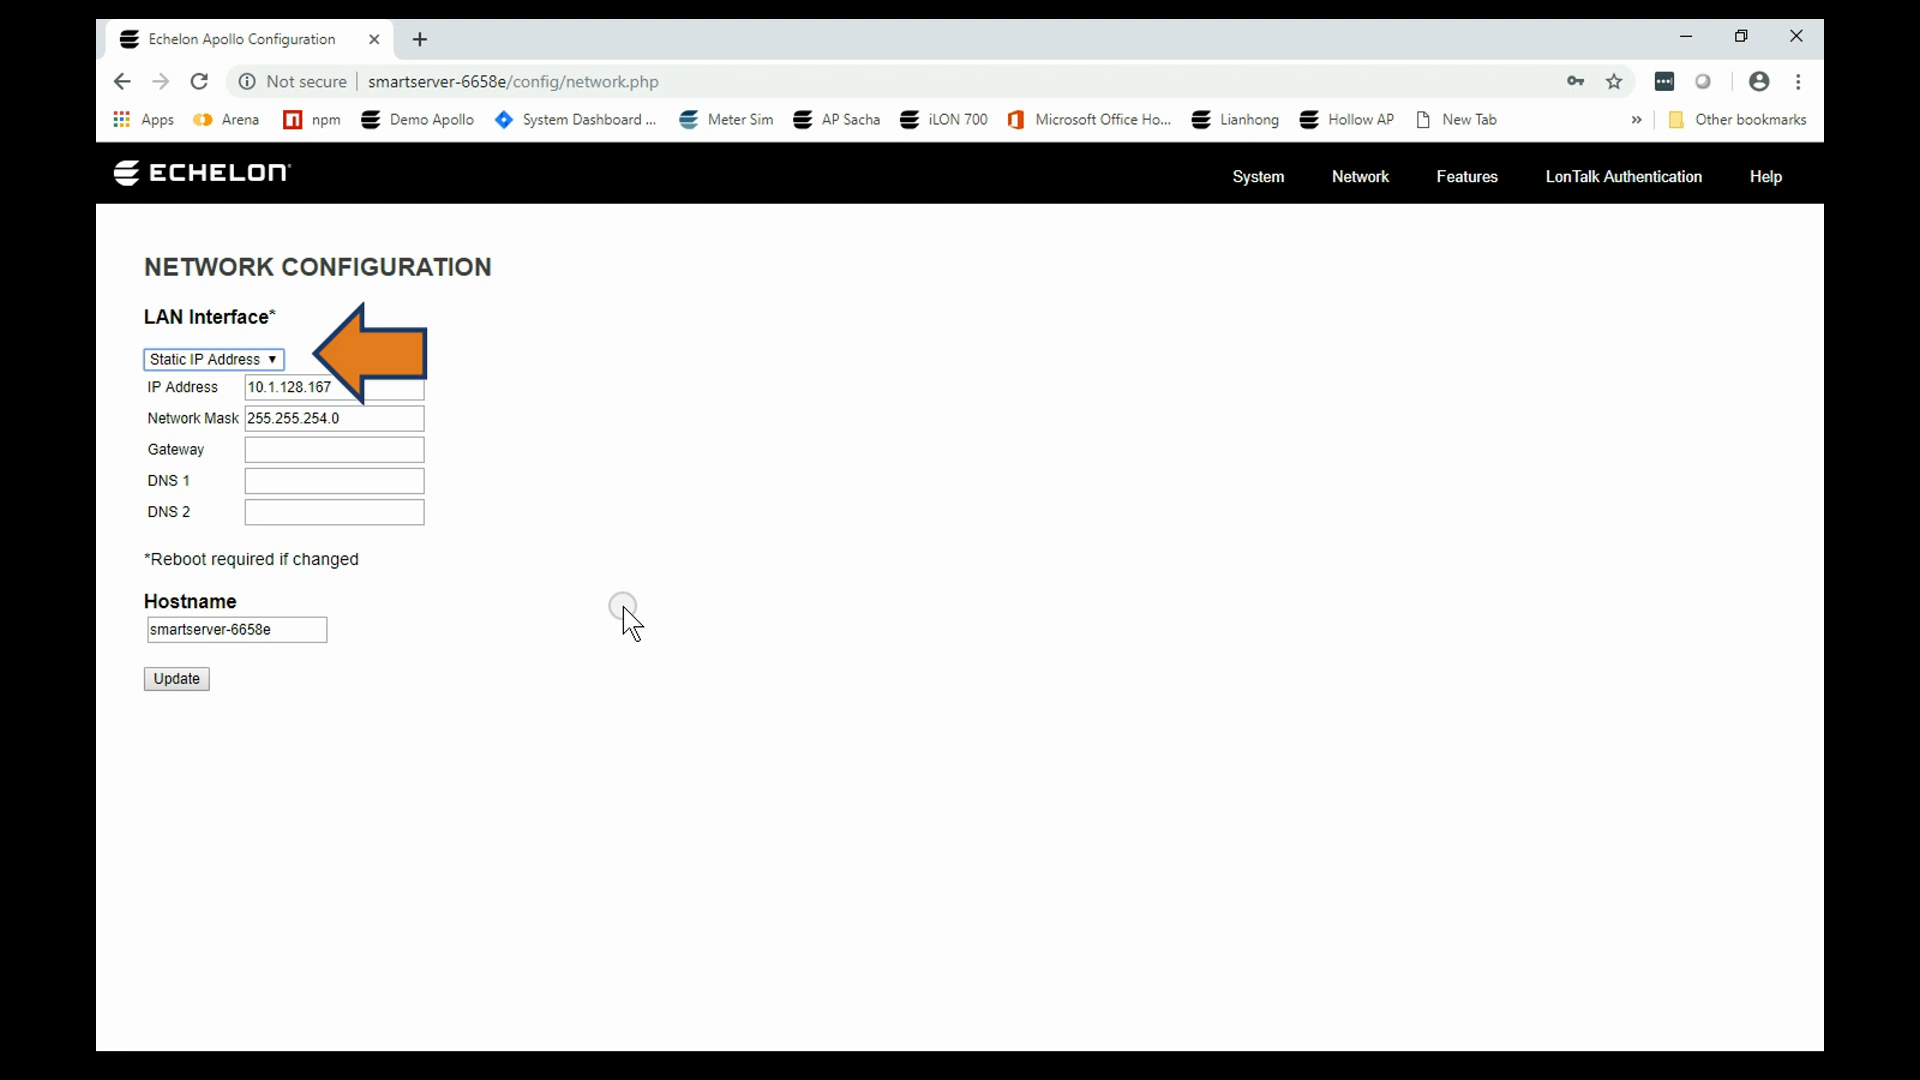 Echelon Apollo Configuration
Not secure smartserver-6658e/config/network.php
Apps Arena npm Demo Apollo System Dashboard ... Meter Sim AP Sacha iLON 700 Microsoft Office Ho... Lianhong Hollow AP New Tab » Other bookmarks
ECHELON
System Network Features LonTalk Authentication Help
NETWORK CONFIGURATION
LAN Interface*
Static IP Address
IP Address 10.1.128.167
Network Mask 255.255.254.0
Gateway
DNS 1
DNS 2
*Reboot required if changed
Hostname
smartserver-6658e
Update